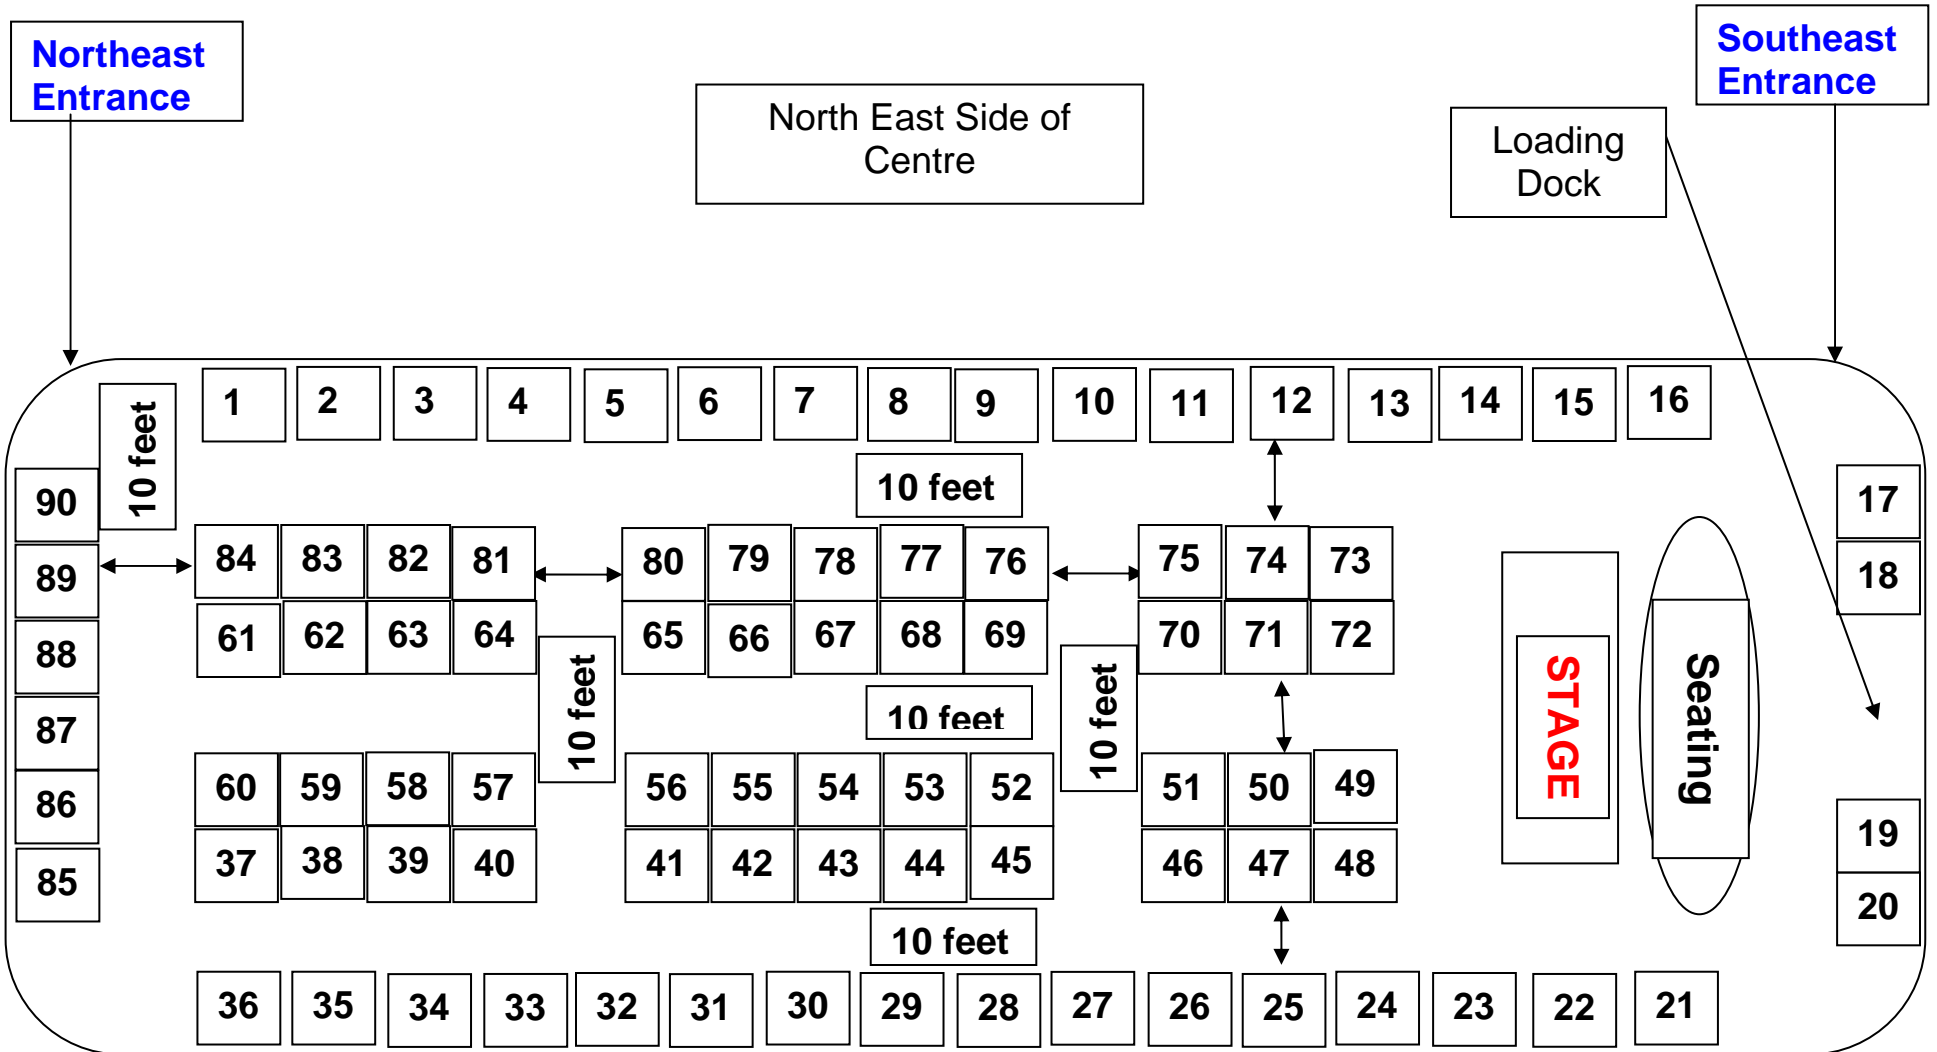 Northeast
Entrance
Southeast
Entrance
North East Side of
Centre
Loading
Dock
1 2 3 4 5 6 7 8 9 10 11 12 13 14 15 16
10 feet
10 feet
90
17
84 83 82 81 80 79 78 77 76 75 74 73
89
18
61 62 63 64 65 66 67 68 69 70 71 72
88
10 feet
10 feet
10 feet
STAGE
Seating
87
60 59 58 57 56 55 54 53 52 51 50 49
86
19
37 38 39 40 41 42 43 44 45 46 47 48
85
20
10 feet
36 35 34 33 32 31 30 29 28 27 26 25 24 23 22 21